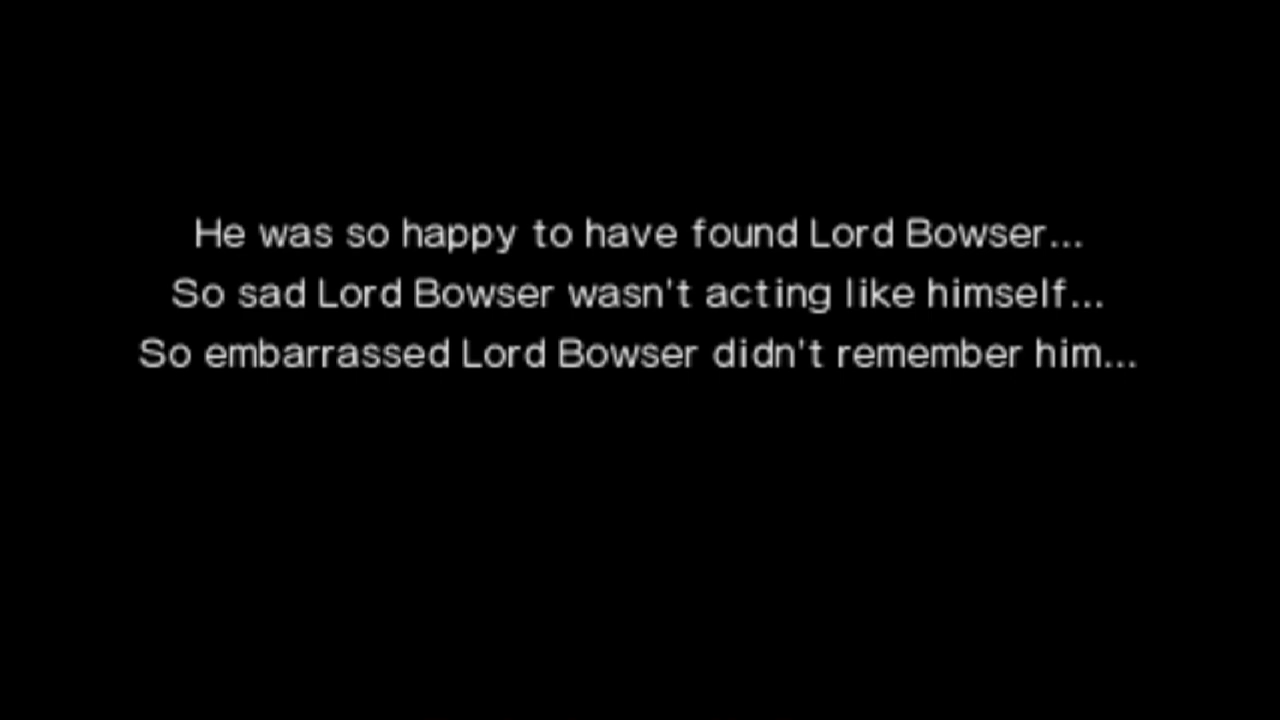 He was so happy to have found Lord Bowser...
So sad Lord Bowser wasn't acting like himself...
So embarrassed Lord Bowser didn't remember him...